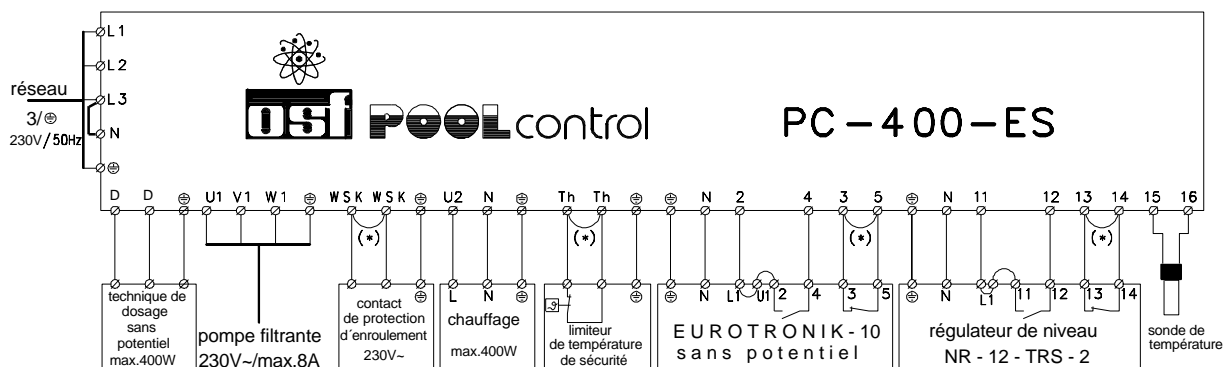 L1
L2
L3
N
réseau
3/
230V/50Hz
osf POOLcontrol
PC-400-ES
D D U1 V1 W1 WSK WSK U2 N Th Th N 2 4 3 5 N 11 12 13 14 15 16
(*) (*) (*) (*)
L N N L1 U1 2 4 3 5 N L1 11 12 13 14
technique de
dosage
sans
potentiel
max.400W
pompe filtrante
230V~/max.8A
contact
de protection
d´enroulement
230V~
chauffage
max.400W
limiteur
de température
de sécurité
EUROTRONIK-10
sans potentiel
régulateur de niveau
NR - 12 - TRS - 2
sonde de
température